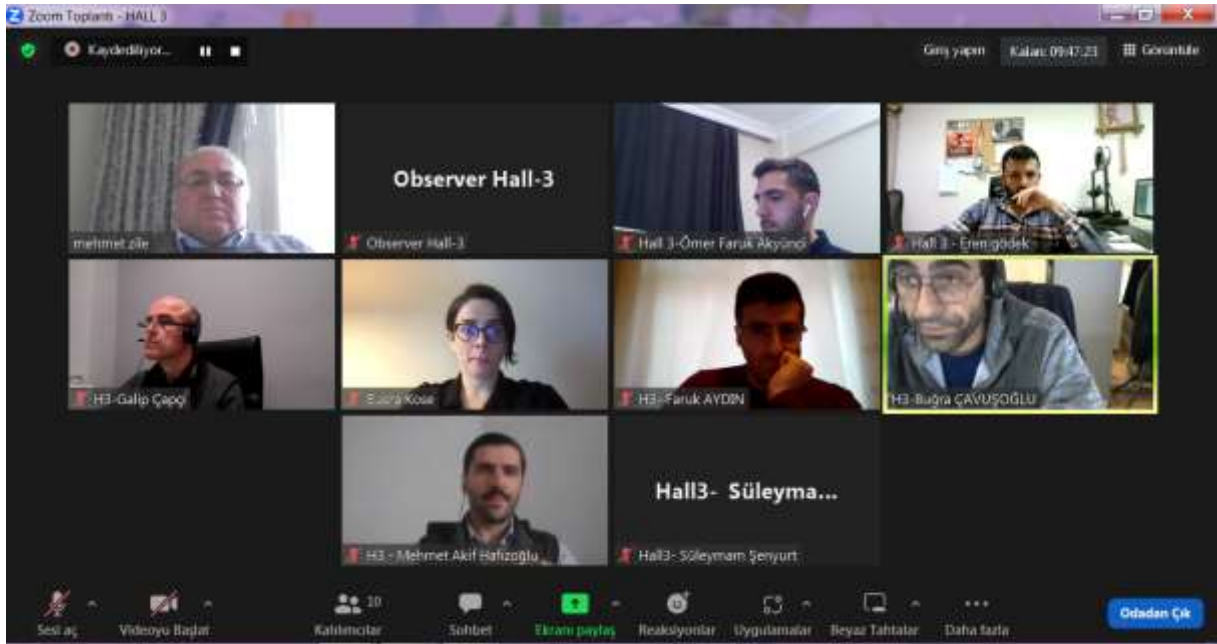 Zoom Toplantı - HALL 3
Kaydediliyor...
Giriş yapın
Kalan: 09:47:23
Görüntüle
mehmet zile
Observer Hall-3
Observer Hall-3
Hall 3-Ömer Faruk Akyüncü
Hall 3 - Eren gödek
H3-Galip Çapçı
Büşra Köse
H3- Faruk AYDIN
H3-Buğra ÇAVUŞOĞLU
H3 - Mehmet Akif Hafızoğlu
Hall3- Süleyma...
Hall3- Süleymam Şenyurt
Sesi aç
Videoyu Başlat
Katılımcılar
10
Sohbet
Ekranı paylaş
Reaksiyonlar
Uygulamalar
Beyaz Tahtalar
Daha fazla
Odadan Çık